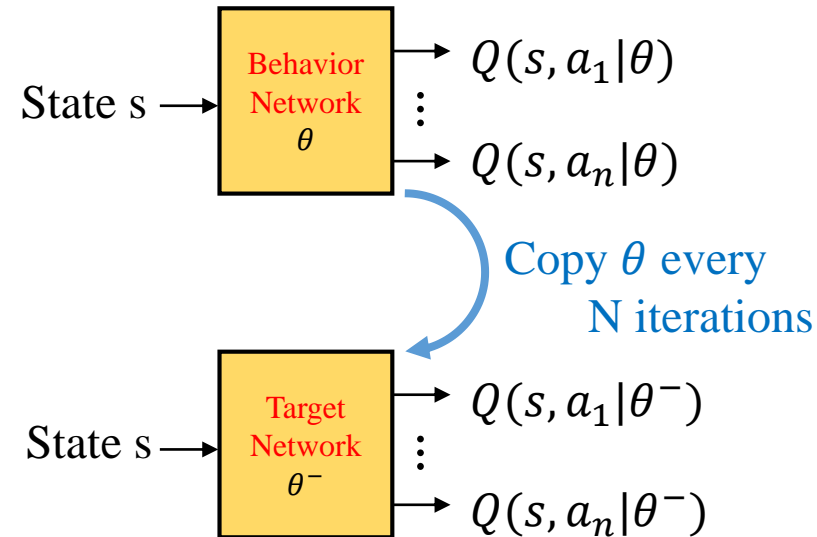 Behavior
Network
θ
State s
Q(s, a₁|θ)
⋮
Q(s, aₙ|θ)
Copy θ every
N iterations
Target
Network
θ⁻
State s
Q(s, a₁|θ⁻)
⋮
Q(s, aₙ|θ⁻)